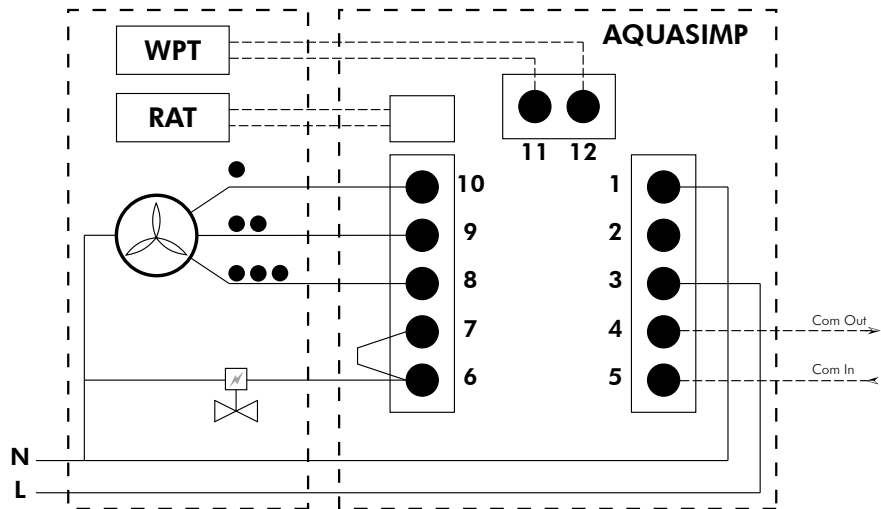 AQUASIMP
WPT
RAT
11 12
10 1
9 2
8 3
7 4 Com Out
6 5 Com In
N
L